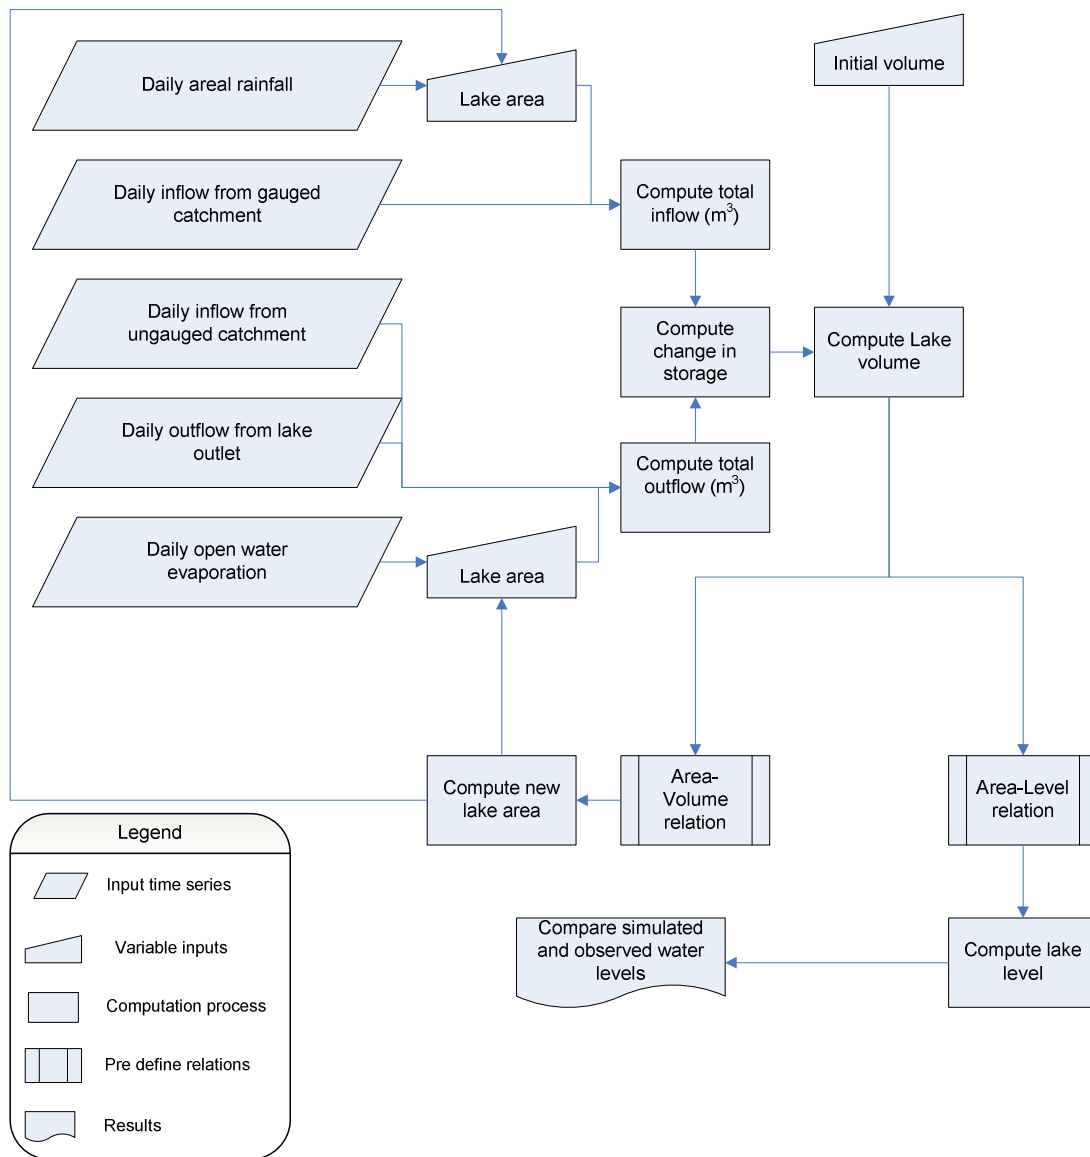 Daily areal rainfall
Lake area
Initial volume
Daily inflow from gauged
catchment
Compute total
inflow (m³)
Daily inflow from
ungauged catchment
Compute
change in
storage
Compute Lake
volume
Daily outflow from lake
outlet
Compute total
outflow (m³)
Daily open water
evaporation
Lake area
Compute new
lake area
Area-
Volume
relation
Area-Level
relation
Compare simulated
and observed water
levels
Compute lake
level
Legend
Input time series
Variable inputs
Computation process
Pre define relations
Results